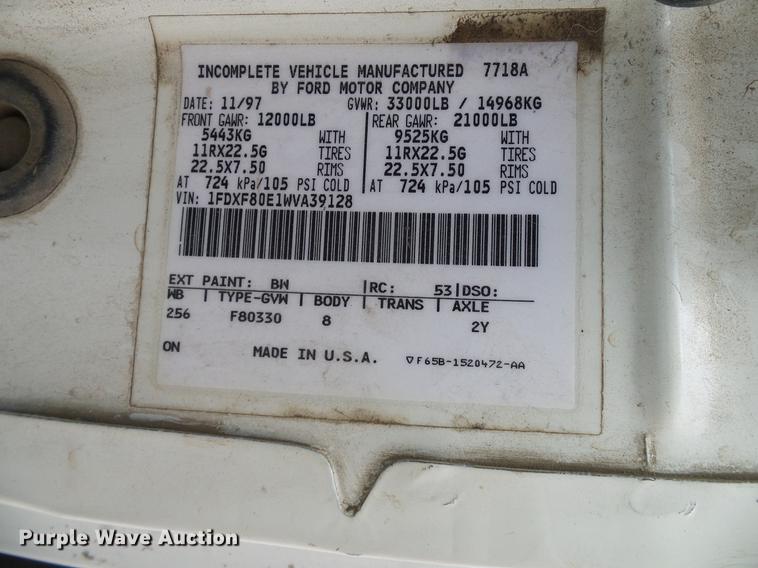 INCOMPLETE VEHICLE MANUFACTURED 7718A
BY FORD MOTOR COMPANY
DATE: 11/97 GVWR: 33000LB / 14968KG
FRONT GAWR: 12000LB REAR GAWR: 21000LB
5443KG WITH 9525KG WITH
11RX22.5G TIRES 11RX22.5G TIRES
22.5X7.50 RIMS 22.5X7.50 RIMS
AT 724 kPa/105 PSI COLD AT 724 kPa/105 PSI COLD
VIN: 1FDXF80E1WVA39128
EXT PAINT: BW RC: 53 DSO:
WB TYPE-GVW BODY TRANS AXLE
256 F80330 8 2Y
ON MADE IN U.S.A. F65B-1520472-AA
Purple Wave Auction